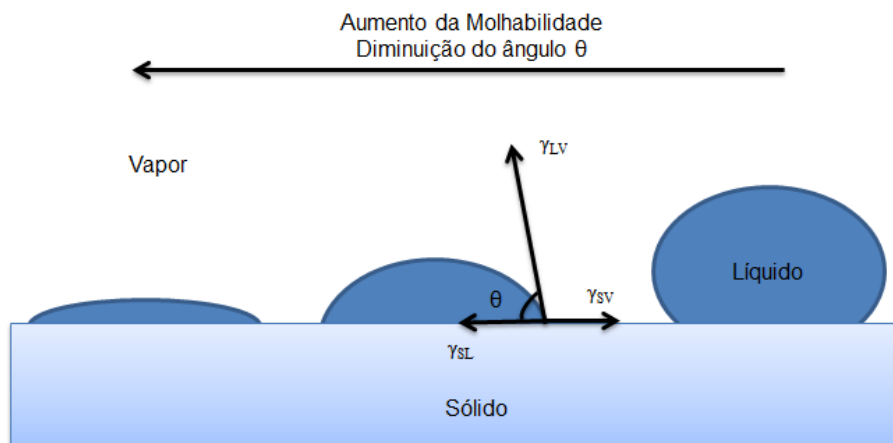 Aumento da Molhabilidade
Diminuição do ângulo θ
Vapor
γLV
Líquido
θ
γSV
γSL
Sólido